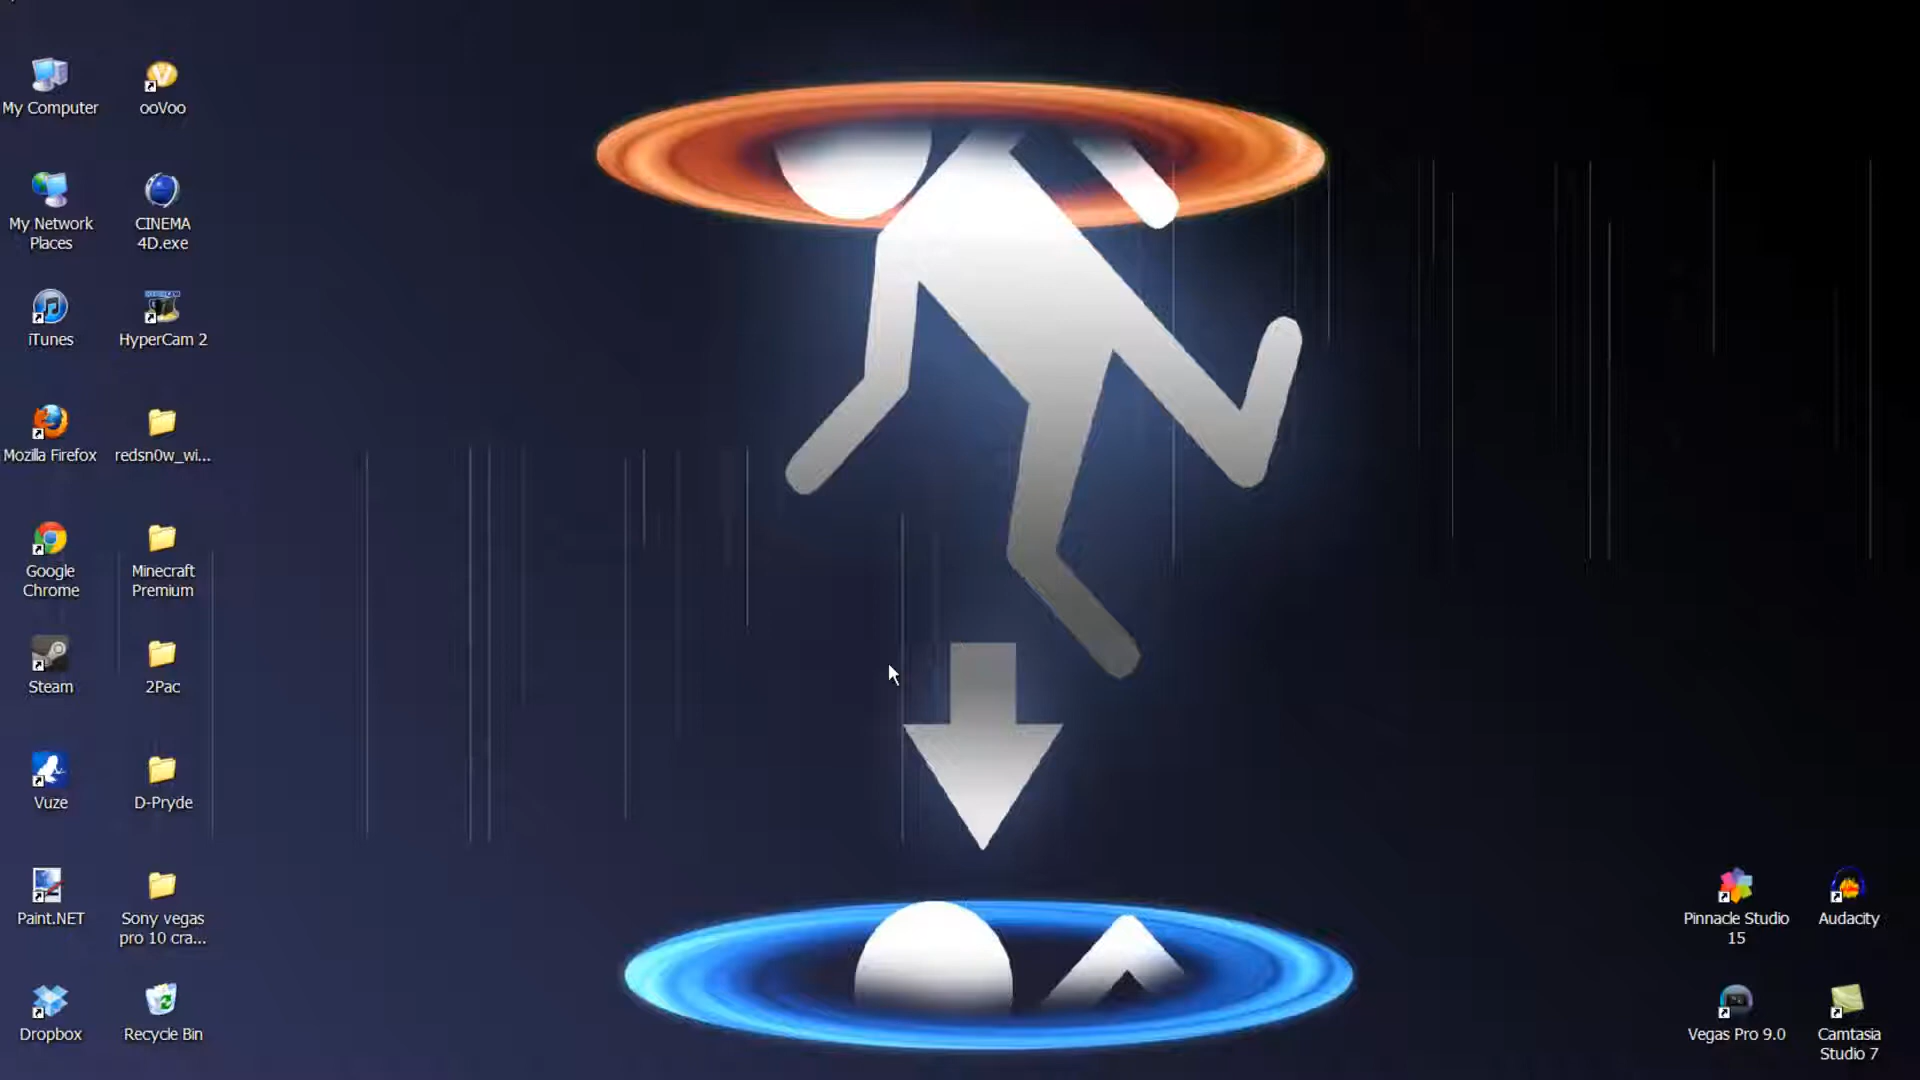 My Computer
ooVoo
My Network
Places
CINEMA
4D.exe
iTunes
HyperCam 2
Mozilla Firefox
redsn0w_wi...
Google
Chrome
Minecraft
Premium
Steam
2Pac
Vuze
D-Pryde
Paint.NET
Sony vegas
pro 10 cra...
Dropbox
Recycle Bin
Pinnacle Studio
15
Audacity
Vegas Pro 9.0
Camtasia
Studio 7